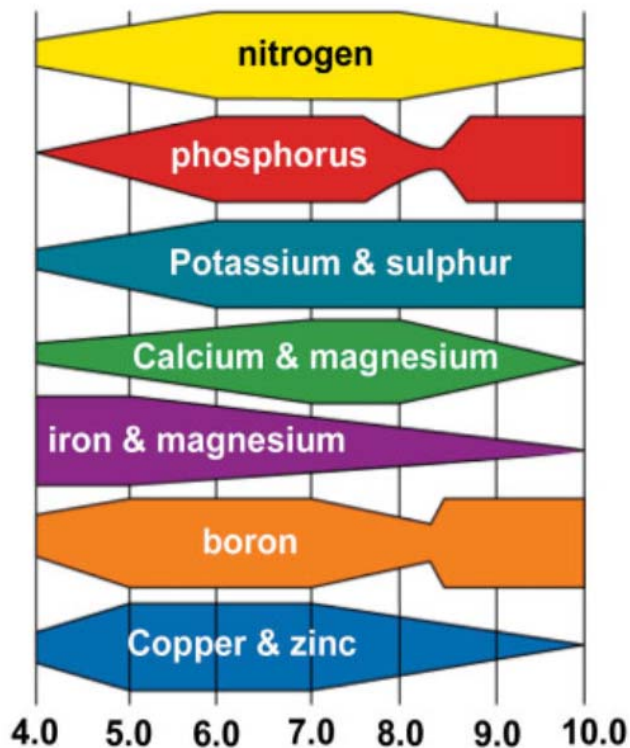 nitrogen
phosphorus
Potassium & sulphur
Calcium & magnesium
iron & magnesium
boron
Copper & zinc
4.0 5.0 6.0 7.0 8.0 9.0 10.0